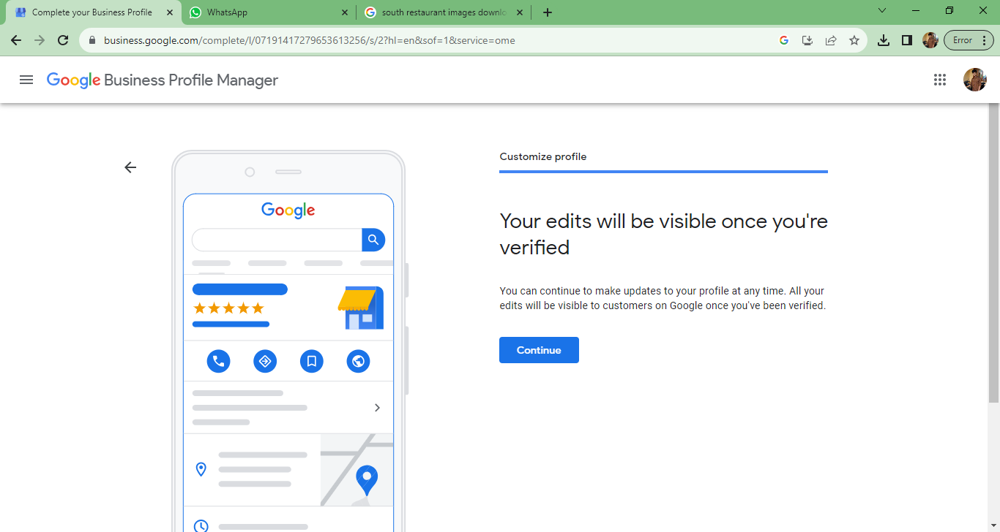 Complete your Business Profile
WhatsApp
south restaurant images downlo
business.google.com/complete/l/07191417279653613256/s/2?hl=en&sof=1&service=ome
Error
Google Business Profile Manager
Customize profile
Google
Your edits will be visible once you're
verified
You can continue to make updates to your profile at any time. All your
edits will be visible to customers on Google once you've been verified.
Continue